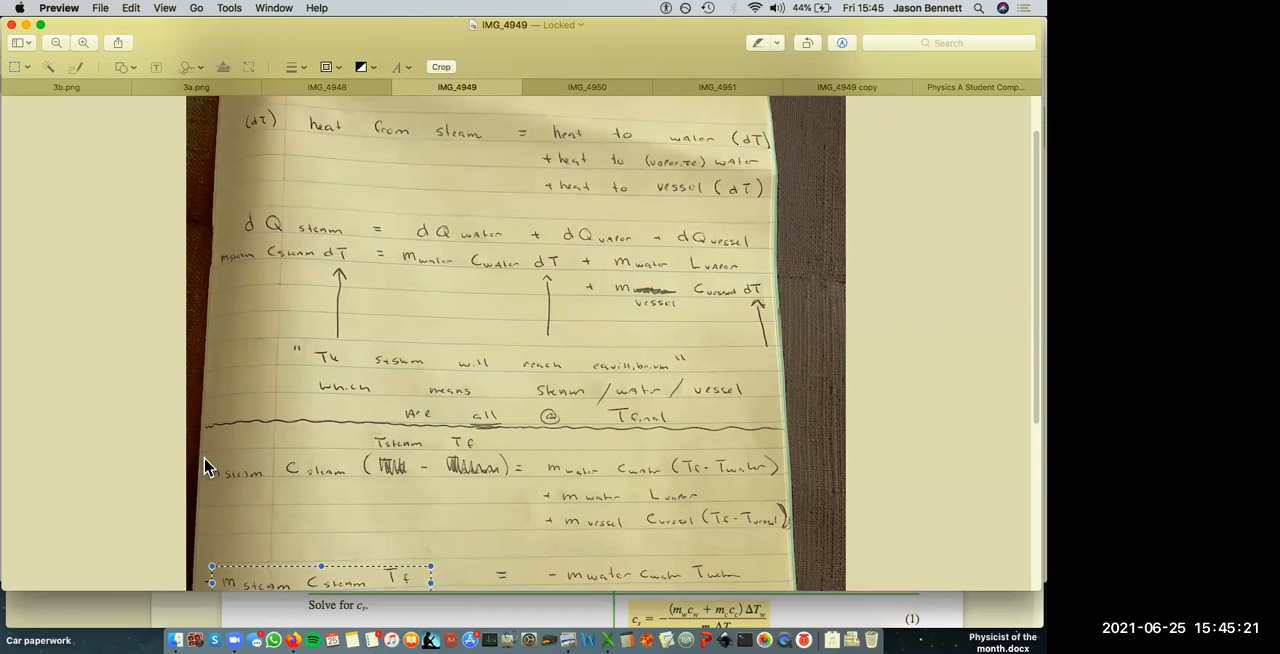 Preview File Edit View Go Tools Window Help 44% Fri 15:45 Jason Bennett
IMG_4949 — Locked
Search
Crop
3b.png 3a.png IMG_4948 IMG_4949 IMG_4950 IMG_4951 IMG_4949 copy Physics A Student Comp...
(dT) heat from steam = heat to water (dT)
+ heat to (vaporize) water
+ heat to vessel (dT)
dQ steam = dQ water + dQ vapor + dQ vessel
msteam Csteam dT = mwater Cwater dT + mwater Lvapor
+ m Cvessel dT
vessel
"The system will reach equillibrium"
which means steam / water / vessel
are all @ Tfinal
Tsteam Tf
msteam Csteam ( - ) = mwater Cwater (Tf - Twater)
+ mwater Lvapor
+ mvessel Cvessel (Tf - Tvessel)
- msteam Csteam Tf = - mwater Cwater Twater
Solve for cs.
cs = - (mwcw + mccc) ΔTw (1)
Car paperwork
Physicist of the
month.docx
2021-06-25 15:45:21